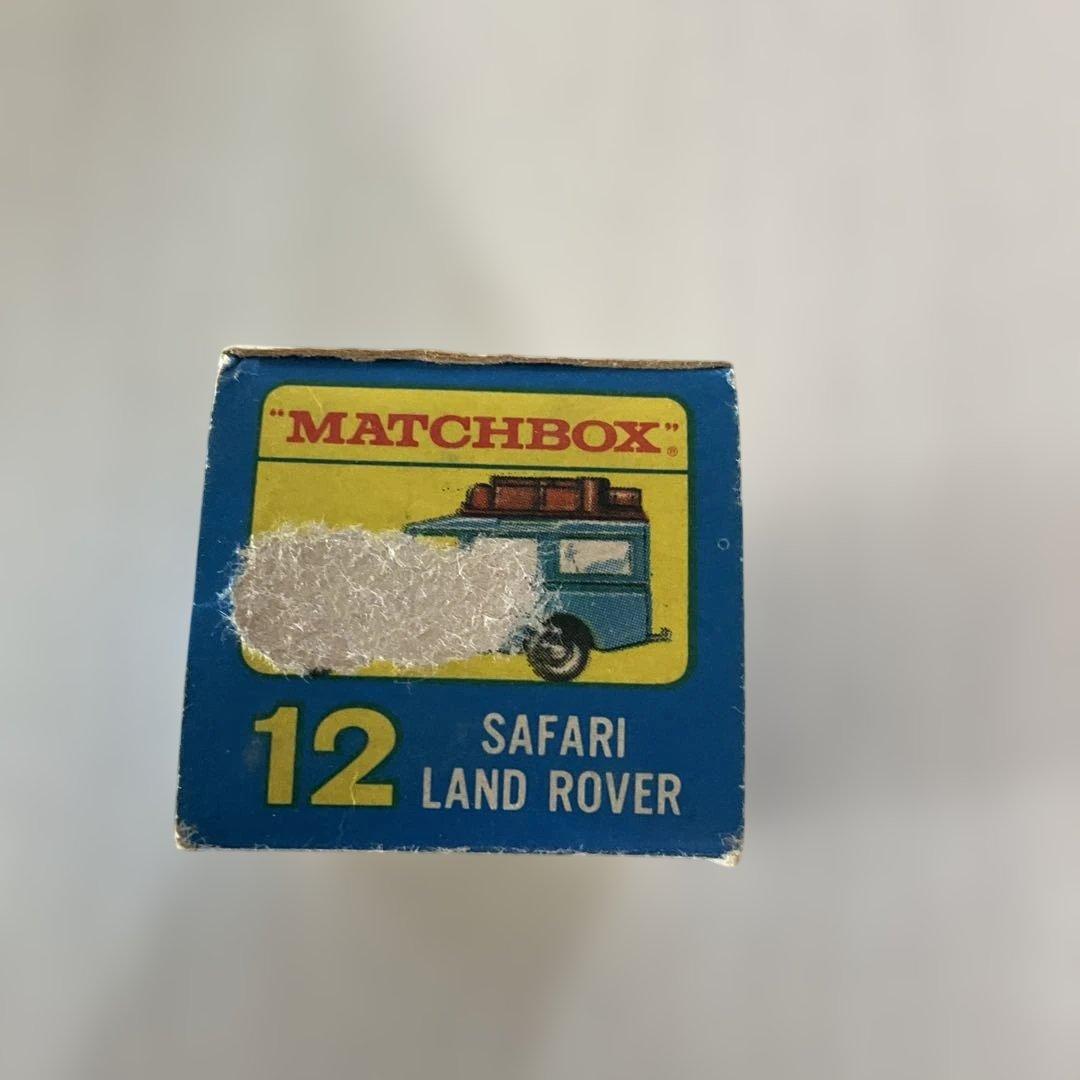 "MATCHBOX"®
12
SAFARI
LAND ROVER